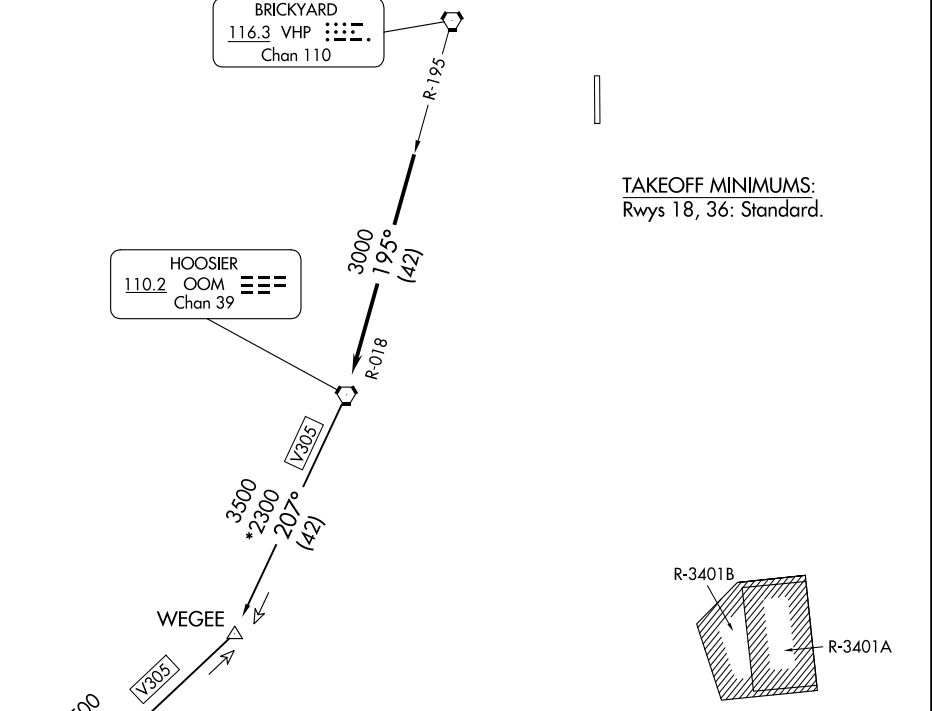 BRICKYARD
116.3 VHP
Chan 110
R-195
TAKEOFF MINIMUMS:
Rwys 18, 36: Standard.
3000
195°
(42)
HOOSIER
110.2 OOM
Chan 39
R-018
V305
3500
*2300
207°
(42)
R-3401B
WEGEE
R-3401A
V305